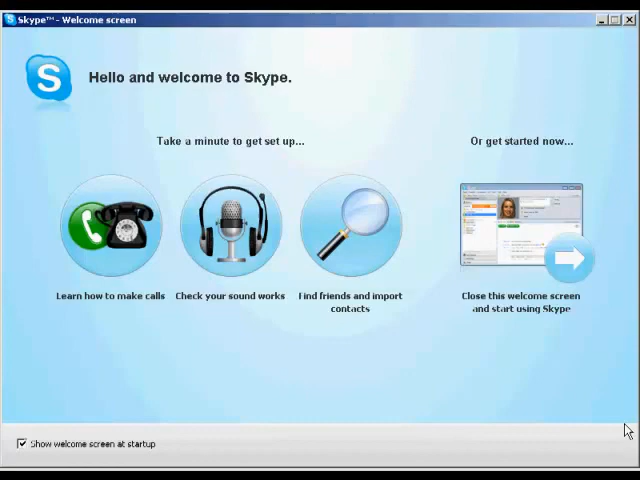 Skype™ - Welcome screen
S
Hello and welcome to Skype.
Take a minute to get set up...
Or get started now...
Learn how to make calls
Check your sound works
Find friends and import
contacts
Close this welcome screen
and start using Skype
Show welcome screen at startup